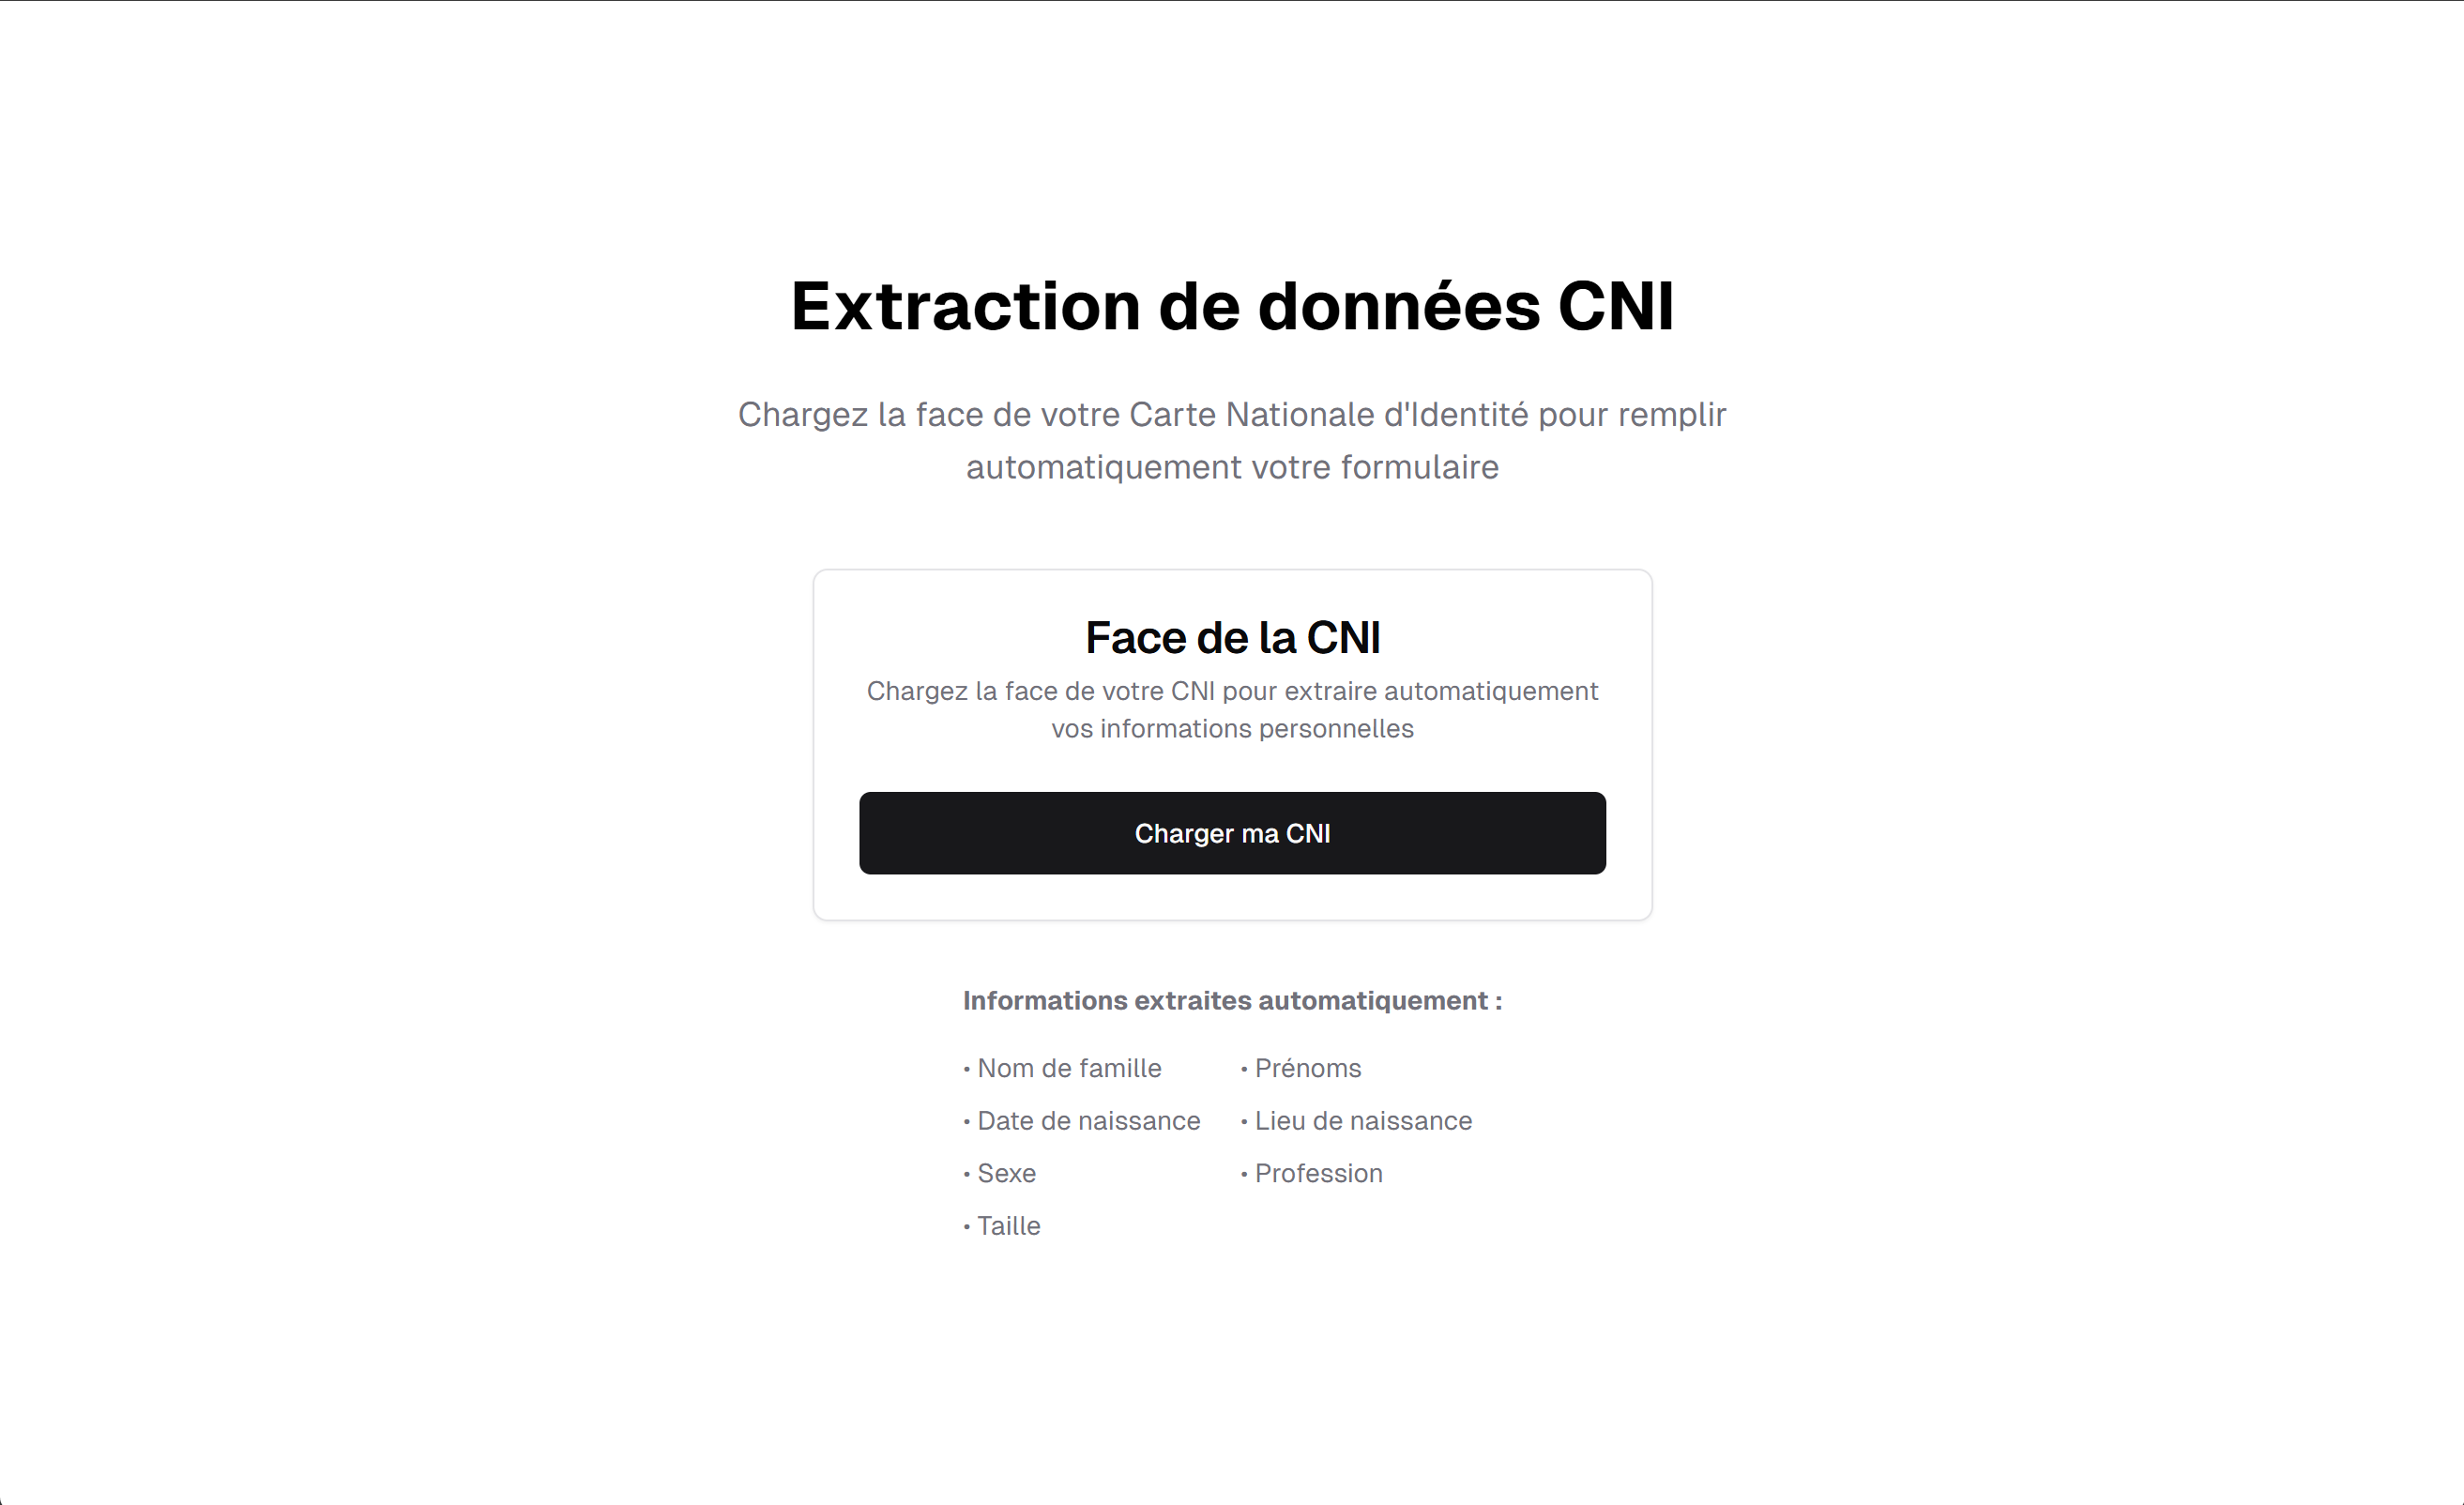 Extraction de données CNI
Chargez la face de votre Carte Nationale d'Identité pour remplir
automatiquement votre formulaire
Face de la CNI
Chargez la face de votre CNI pour extraire automatiquement
vos informations personnelles
Charger ma CNI
Informations extraites automatiquement :
• Nom de famille • Prénoms
• Date de naissance • Lieu de naissance
• Sexe • Profession
• Taille